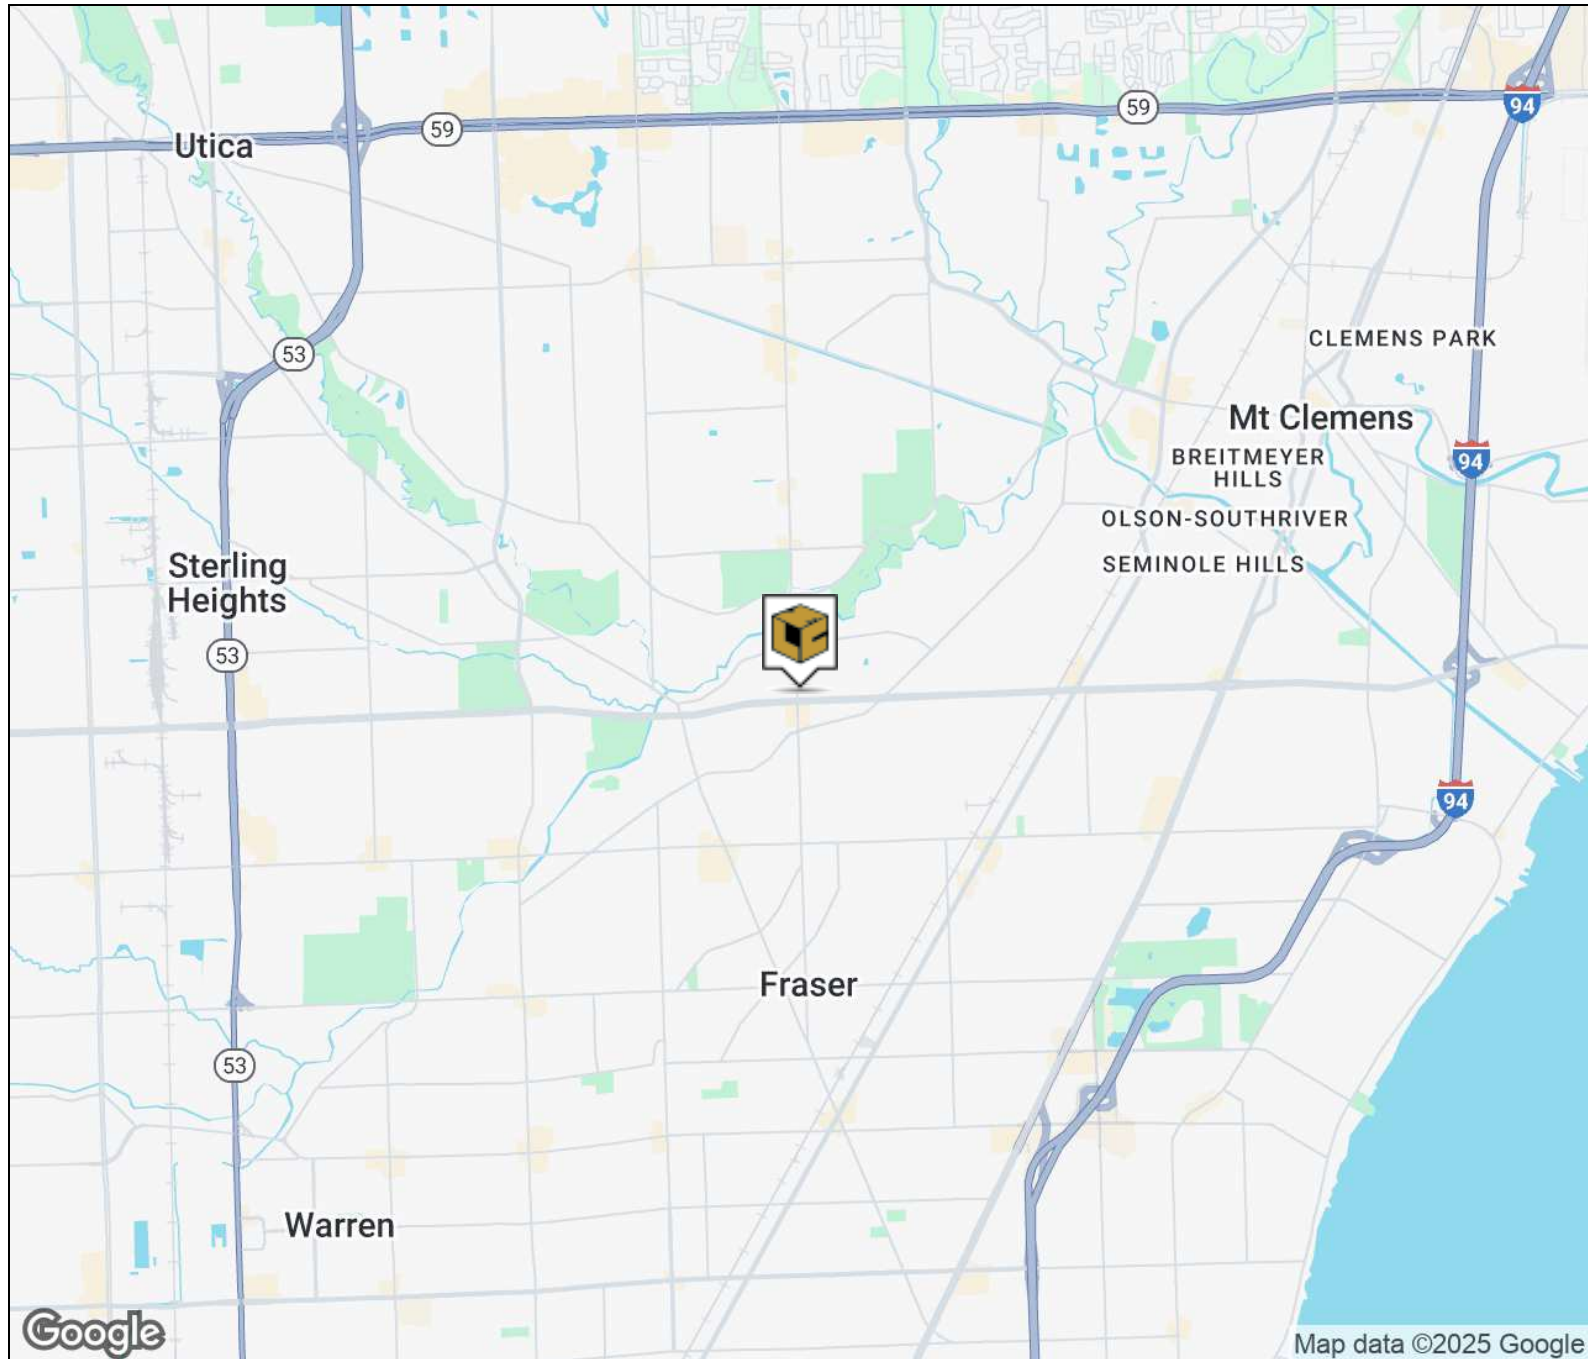 94
59
59
Utica
CLEMENS PARK
53
Mt Clemens
94
BREITMEYER
HILLS
OLSON-SOUTHRIVER
SEMINOLE HILLS
Sterling
Heights
53
94
Fraser
53
Warren
Google
Map data ©2025 Google